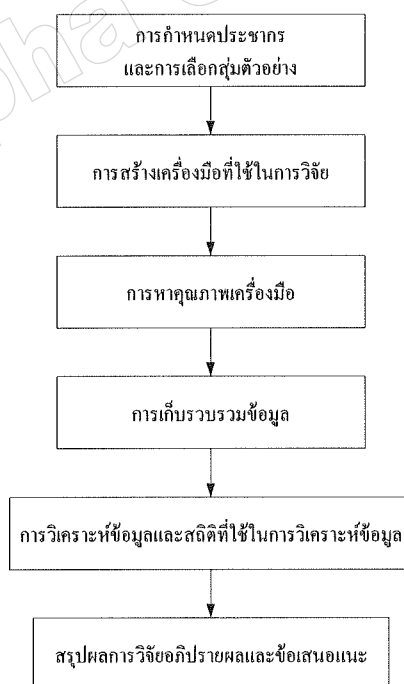 การกำหนดประชากร
และการเลือกสุ่มตัวอย่าง
การสร้างเครื่องมือที่ใช้ในการวิจัย
การหาคุณภาพเครื่องมือ
การเก็บรวบรวมข้อมูล
การวิเคราะห์ข้อมูลและสถิติที่ใช้ในการวิเคราะห์ข้อมูล
สรุปผลการวิจัยอภิปรายผลและข้อเสนอแนะ